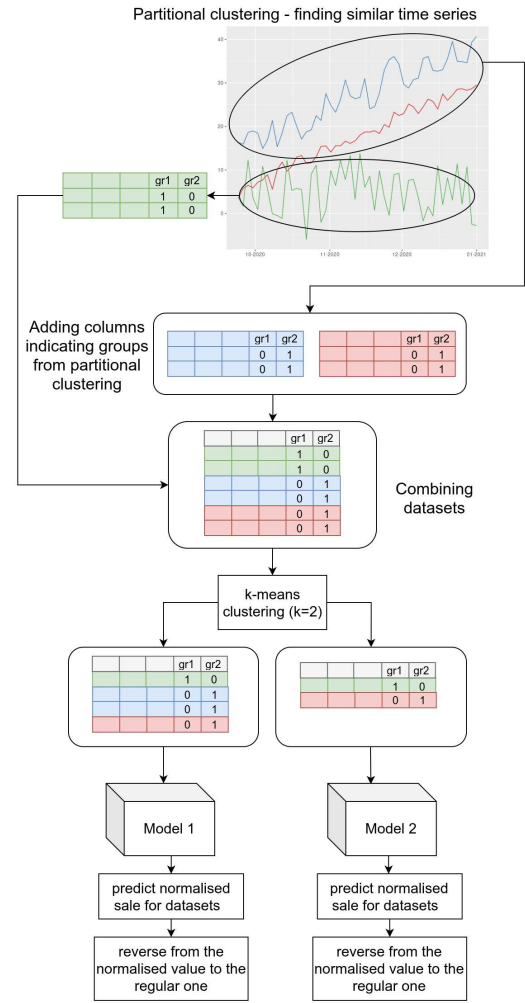 Partitional clustering - finding similar time series
40
30
20
10
0
10-2020
11-2020
12-2020
01-2021
gr1 gr2
1 0
1 0
Adding columns
indicating groups
from partitional
clustering
gr1 gr2
0 1
0 1
gr1 gr2
0 1
0 1
gr1 gr2
1 0
1 0
0 1
0 1
0 1
0 1
Combining
datasets
k-means
clustering (k=2)
gr1 gr2
1 0
0 1
0 1
0 1
gr1 gr2
1 0
0 1
Model 1
Model 2
predict normalised
sale for datasets
predict normalised
sale for datasets
reverse from the
normalised value to the
regular one
reverse from the
normalised value to the
regular one